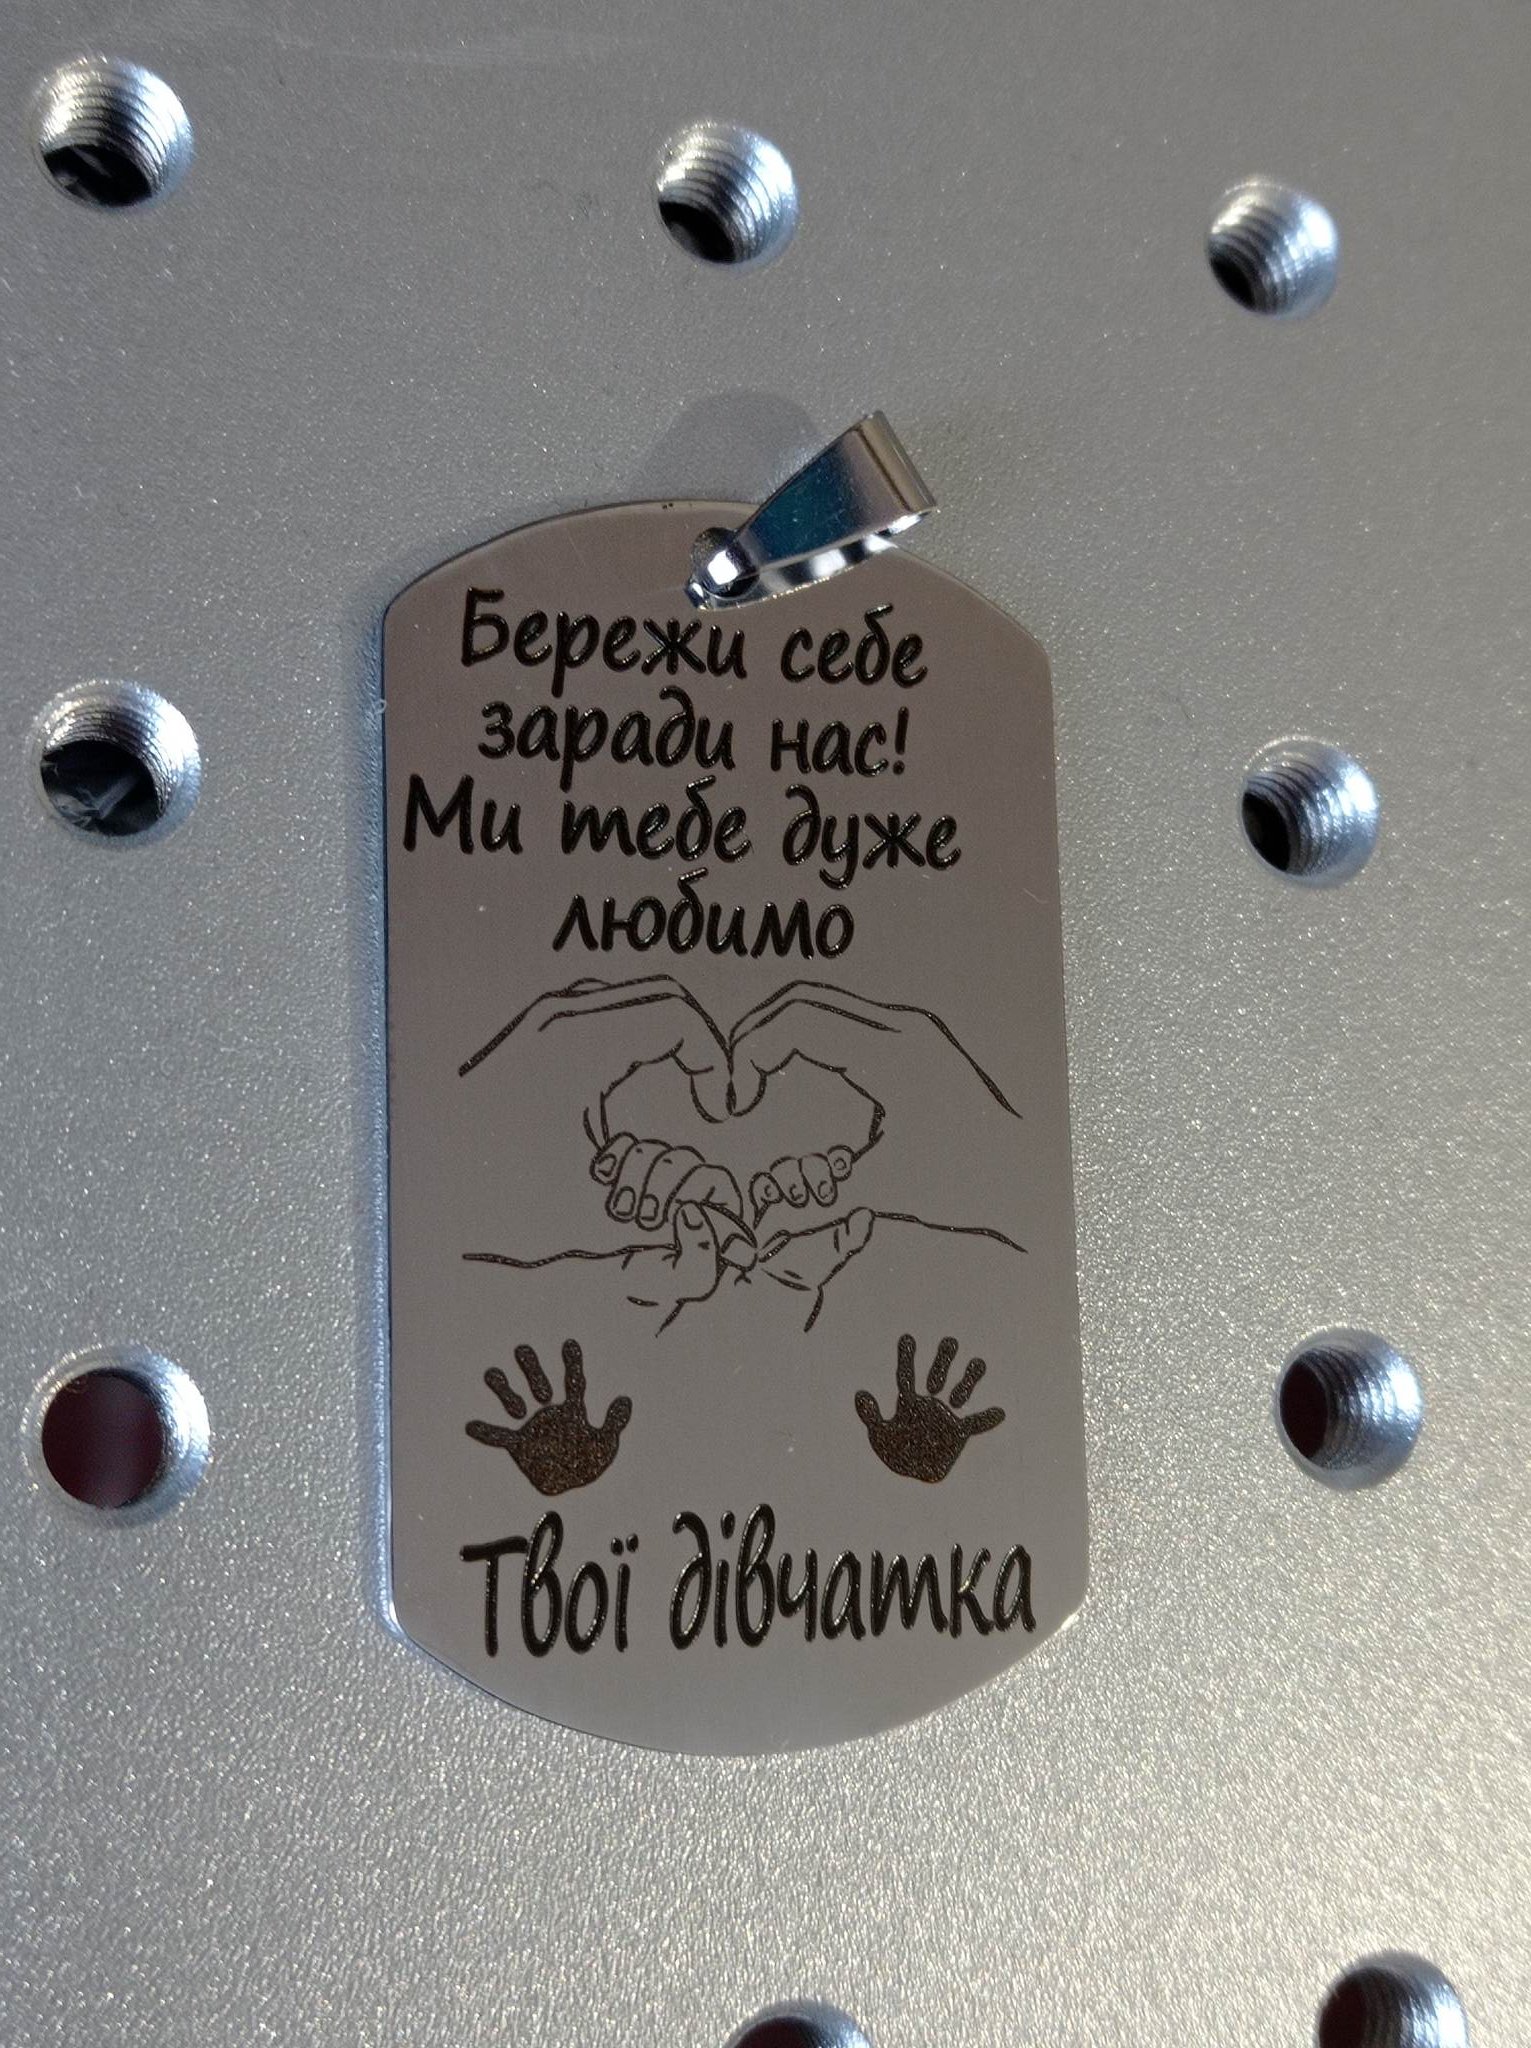 Бережи себе
заради нас!
Ми тебе дуже
любимо
Твої дівчатка